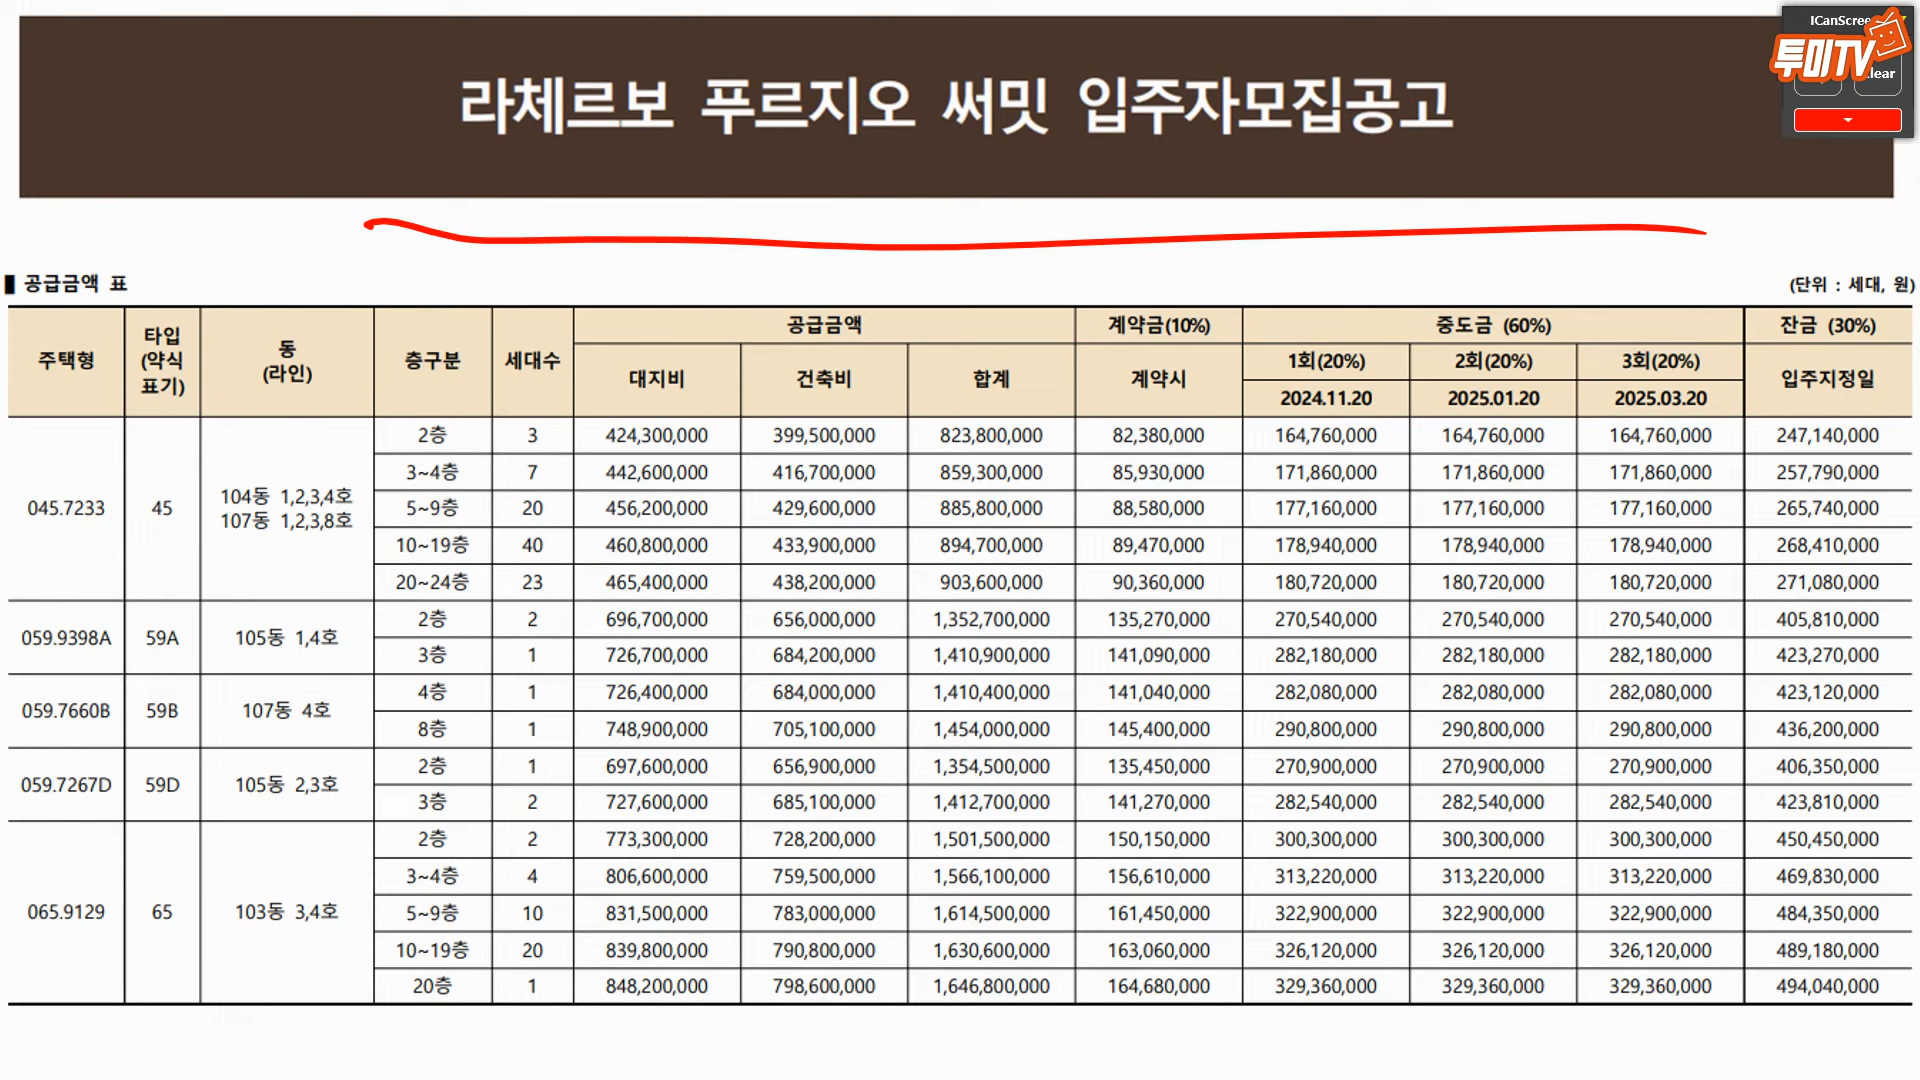 ICanScree
투미TV
lear
라체르보 푸르지오 써밋 입주자모집공고
공급금액 표
(단위 : 세대, 원)
주택형 타입 (약식 표기) 동 (라인) 층구분 세대수 공급금액 계약금(10%) 중도금 (60%) 잔금 (30%)
대지비 건축비 합계 계약시 1회(20%) 2회(20%) 3회(20%) 입주지정일
2024.11.20 2025.01.20 2025.03.20
045.7233 45 104동 1,2,3,4호 107동 1,2,3,8호 2층 3 424,300,000 399,500,000 823,800,000 82,380,000 164,760,000 164,760,000 164,760,000 247,140,000
3~4층 7 442,600,000 416,700,000 859,300,000 85,930,000 171,860,000 171,860,000 171,860,000 257,790,000
5~9층 20 456,200,000 429,600,000 885,800,000 88,580,000 177,160,000 177,160,000 177,160,000 265,740,000
10~19층 40 460,800,000 433,900,000 894,700,000 89,470,000 178,940,000 178,940,000 178,940,000 268,410,000
20~24층 23 465,400,000 438,200,000 903,600,000 90,360,000 180,720,000 180,720,000 180,720,000 271,080,000
059.9398A 59A 105동 1,4호 2층 2 696,700,000 656,000,000 1,352,700,000 135,270,000 270,540,000 270,540,000 270,540,000 405,810,000
3층 1 726,700,000 684,200,000 1,410,900,000 141,090,000 282,180,000 282,180,000 282,180,000 423,270,000
059.7660B 59B 107동 4호 4층 1 726,400,000 684,000,000 1,410,400,000 141,040,000 282,080,000 282,080,000 282,080,000 423,120,000
8층 1 748,900,000 705,100,000 1,454,000,000 145,400,000 290,800,000 290,800,000 290,800,000 436,200,000
059.7267D 59D 105동 2,3호 2층 1 697,600,000 656,900,000 1,354,500,000 135,450,000 270,900,000 270,900,000 270,900,000 406,350,000
3층 2 727,600,000 685,100,000 1,412,700,000 141,270,000 282,540,000 282,540,000 282,540,000 423,810,000
065.9129 65 103동 3,4호 2층 2 773,300,000 728,200,000 1,501,500,000 150,150,000 300,300,000 300,300,000 300,300,000 450,450,000
3~4층 4 806,600,000 759,500,000 1,566,100,000 156,610,000 313,220,000 313,220,000 313,220,000 469,830,000
5~9층 10 831,500,000 783,000,000 1,614,500,000 161,450,000 322,900,000 322,900,000 322,900,000 484,350,000
10~19층 20 839,800,000 790,800,000 1,630,600,000 163,060,000 326,120,000 326,120,000 326,120,000 489,180,000
20층 1 848,200,000 798,600,000 1,646,800,000 164,680,000 329,360,000 329,360,000 329,360,000 494,040,000